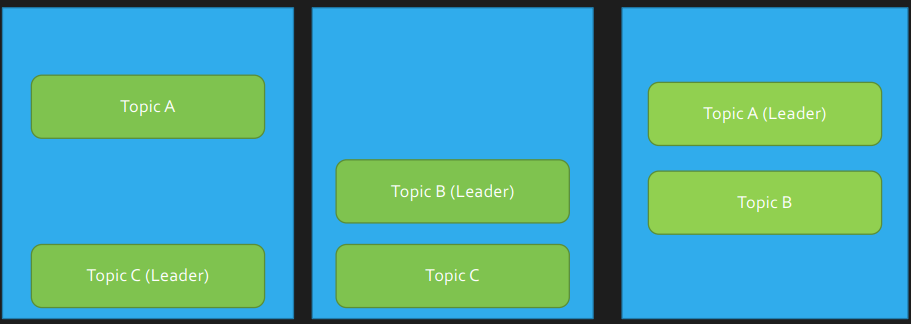 Topic A
Topic C (Leader)
Topic B (Leader)
Topic C
Topic A (Leader)
Topic B